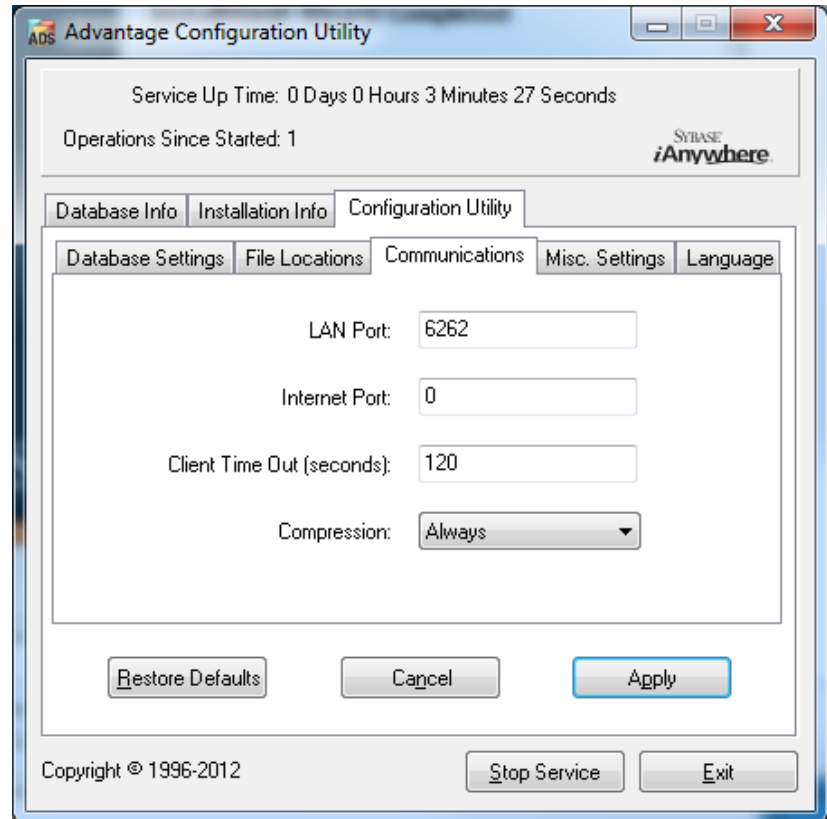 ADS Advantage Configuration Utility
Service Up Time: 0 Days 0 Hours 3 Minutes 27 Seconds
Operations Since Started: 1
SYBASE
iAnywhere.
Database Info Installation Info Configuration Utility
Database Settings File Locations Communications Misc. Settings Language
LAN Port: 6262
Internet Port: 0
Client Time Out (seconds): 120
Compression: Always
Restore Defaults Cancel Apply
Copyright © 1996-2012 Stop Service Exit